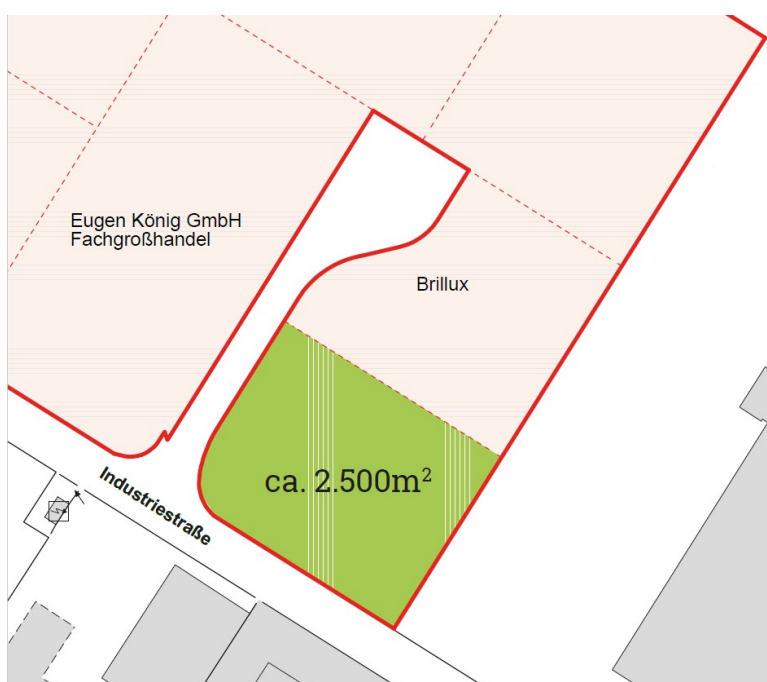 Eugen König GmbH
Fachgroßhandel
Brillux
ca. 2.500m²
Industriestraße